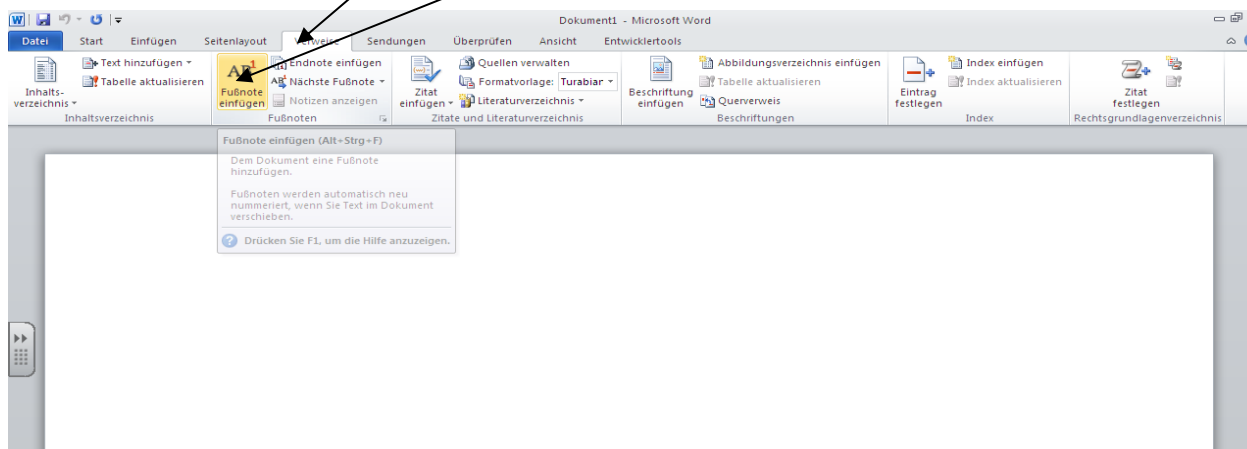 Dokument1 - Microsoft Word
Datei Start Einfügen Seitenlayout Verweise Sendungen Überprüfen Ansicht Entwicklertools
Inhalts-
verzeichnis
Text hinzufügen
Tabelle aktualisieren
Inhaltsverzeichnis
AB1
Fußnote
einfügen
Endnote einfügen
Nächste Fußnote
Notizen anzeigen
Fußnoten
Zitat
einfügen
Quellen verwalten
Formatvorlage: Turabiar
Literaturverzeichnis
Zitate und Literaturverzeichnis
Beschriftung
einfügen
Abbildungsverzeichnis einfügen
Tabelle aktualisieren
Querverweis
Beschriftungen
Eintrag
festlegen
Index einfügen
Index aktualisieren
Index
Zitat
festlegen
Rechtsgrundlagenverzeichnis
Fußnote einfügen (Alt+Strg+F)
Dem Dokument eine Fußnote
hinzufügen.
Fußnoten werden automatisch neu
nummeriert, wenn Sie Text im Dokument
verschieben.
Drücken Sie F1, um die Hilfe anzuzeigen.